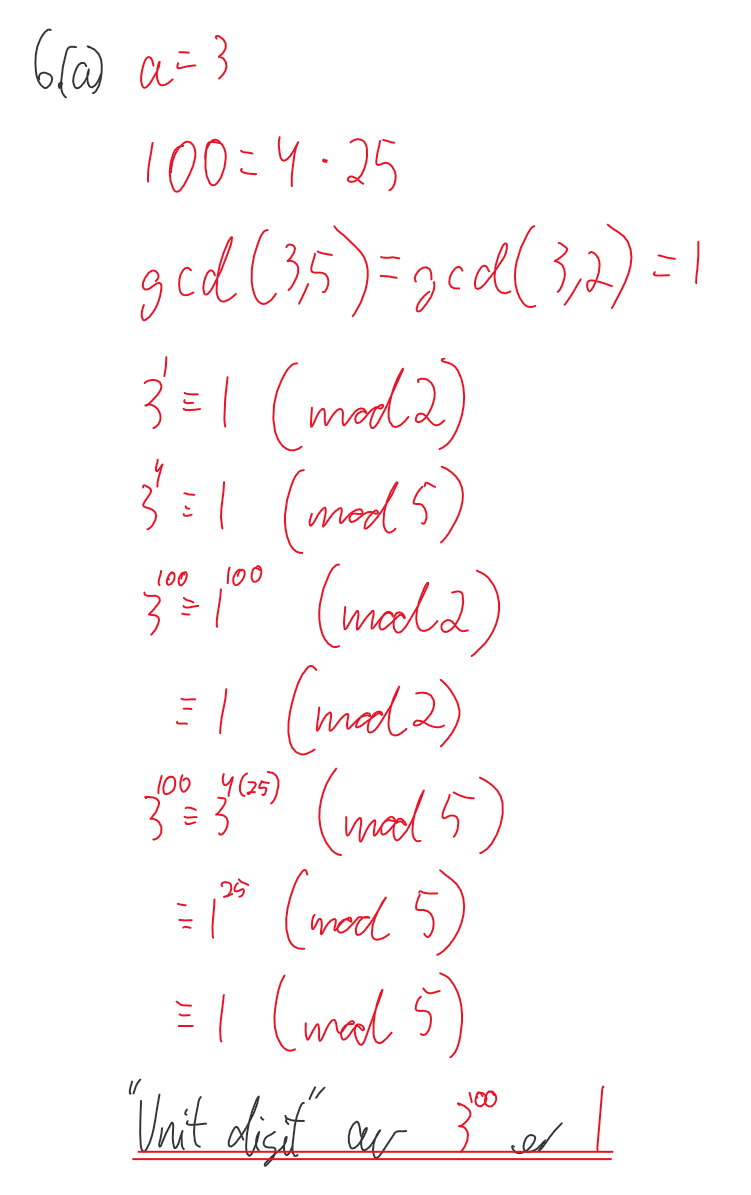 6.(a) a = 3
100 = 4 · 25
gcd(3,5) = gcd(3,2) = 1
3¹ ≡ 1 (mod 2)
3⁴ ≡ 1 (mod 5)
3¹⁰⁰ ≡ 1¹⁰⁰ (mod 2)
≡ 1 (mod 2)
3¹⁰⁰ ≡ 3⁴⁽²⁵⁾ (mod 5)
≡ 1²⁵ (mod 5)
≡ 1 (mod 5)
"Unit digit" av 3¹⁰⁰ er 1